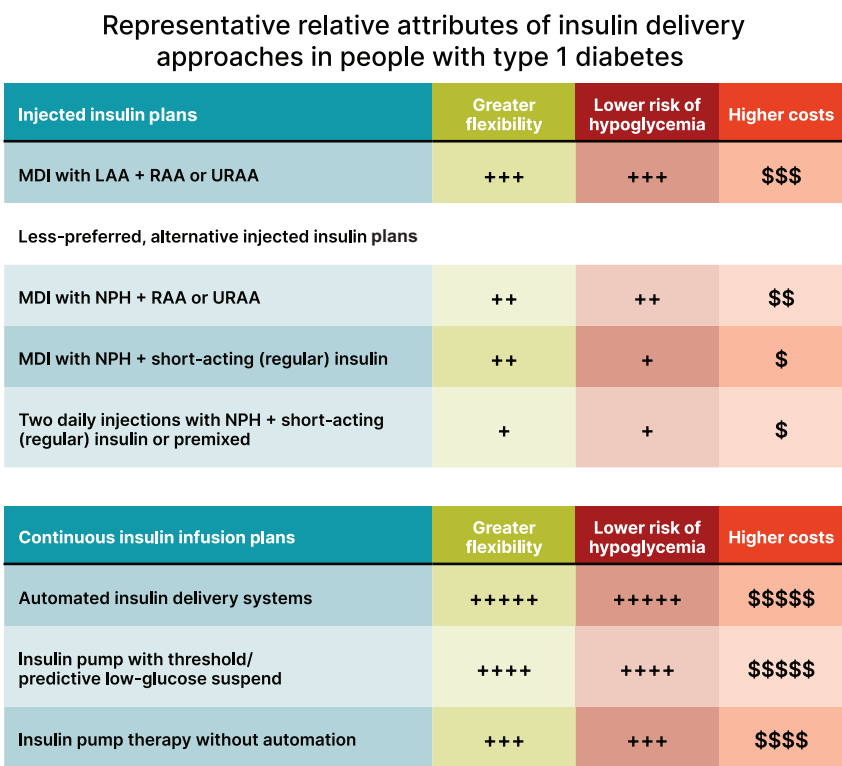 Representative relative attributes of insulin delivery
approaches in people with type 1 diabetes
Injected insulin plans
Greater
flexibility
Lower risk of
hypoglycemia
Higher costs
MDI with LAA + RAA or URAA
+++
+++
$$$
Less-preferred, alternative injected insulin plans
MDI with NPH + RAA or URAA
++
++
$$
MDI with NPH + short-acting (regular) insulin
++
+
$
Two daily injections with NPH + short-acting
(regular) insulin or premixed
+
+
$
Continuous insulin infusion plans
Greater
flexibility
Lower risk of
hypoglycemia
Higher costs
Automated insulin delivery systems
+++++
+++++
$$$$$
Insulin pump with threshold/
predictive low-glucose suspend
++++
++++
$$$$$
Insulin pump therapy without automation
+++
+++
$$$$